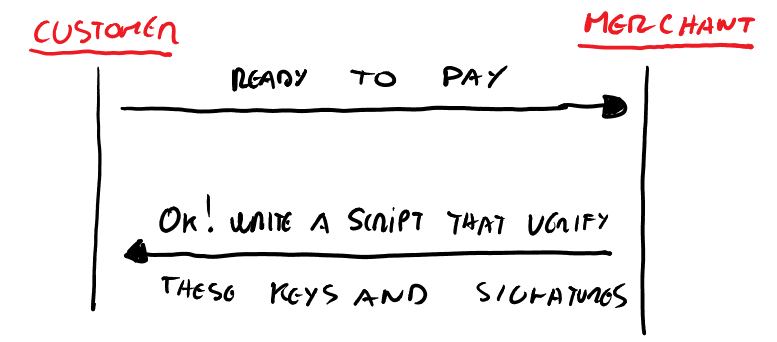 CUSTOMER
MERCHANT
READY TO PAY
OK! WRITE A SCRIPT THAT VERIFY
THESE KEYS AND SIGNATURES